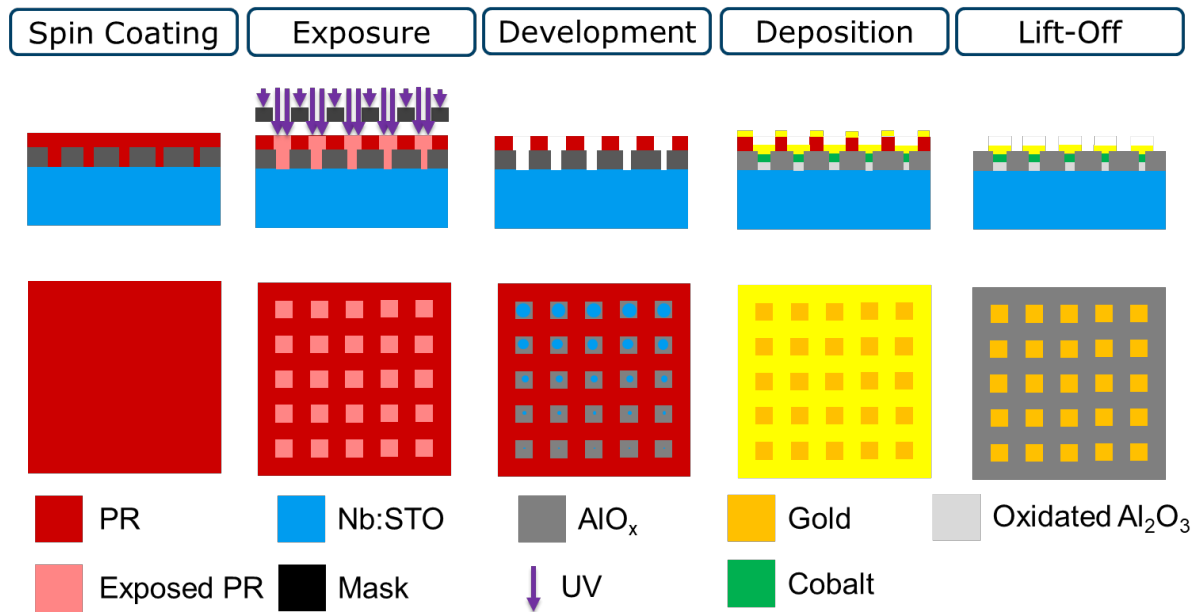 Spin Coating
Exposure
Development
Deposition
Lift-Off
PR
Nb:STO
AlOₓ
Gold
Oxidated Al₂O₃
Exposed PR
Mask
UV
Cobalt